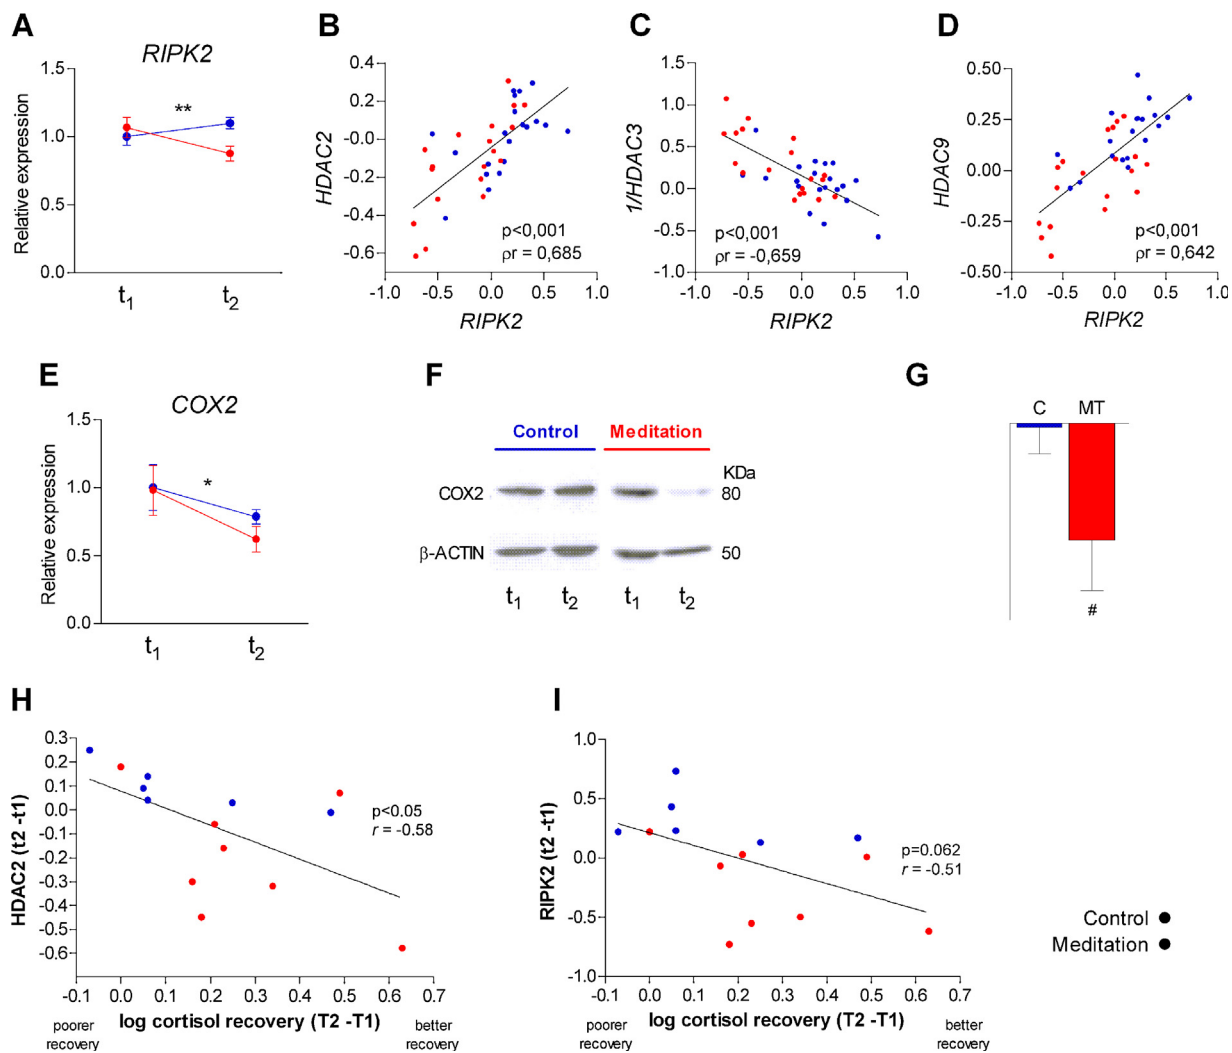 A
RIPK2
Relative expression
1.5
1.0
0.5
0.0
**
t1
t2
B
HDAC2
0.4
0.2
-0.0
-0.2
-0.4
-0.6
p<0,001
ρr = 0,685
-1.0 -0.5 0.0 0.5 1.0
RIPK2
C
1/HDAC3
1.5
1.0
0.5
0.0
-0.5
-1.0
p<0,001
ρr = -0,659
-1.0 -0.5 0.0 0.5 1.0
RIPK2
D
HDAC9
0.50
0.25
0.00
-0.25
-0.50
p<0,001
ρr = 0,642
-1.0 -0.5 0.0 0.5 1.0
RIPK2
E
COX2
Relative expression
1.5
1.0
0.5
0.0
*
t1
t2
F
Control Meditation
KDa
COX2 80
β-ACTIN 50
t1 t2 t1 t2
G
C MT
#
H
HDAC2 (t2 -t1)
0.3
0.2
0.1
0.0
-0.1
-0.2
-0.3
-0.4
-0.5
-0.6
p<0.05
r = -0.58
-0.1 0.0 0.1 0.2 0.3 0.4 0.5 0.6 0.7
log cortisol recovery (T2 -T1)
poorer
recovery
better
recovery
I
RIPK2 (t2 -t1)
1.0
0.5
0.0
-0.5
-1.0
p=0.062
r = -0.51
-0.1 0.0 0.1 0.2 0.3 0.4 0.5 0.6 0.7
log cortisol recovery (T2 -T1)
poorer
recovery
better
recovery
Control
Meditation